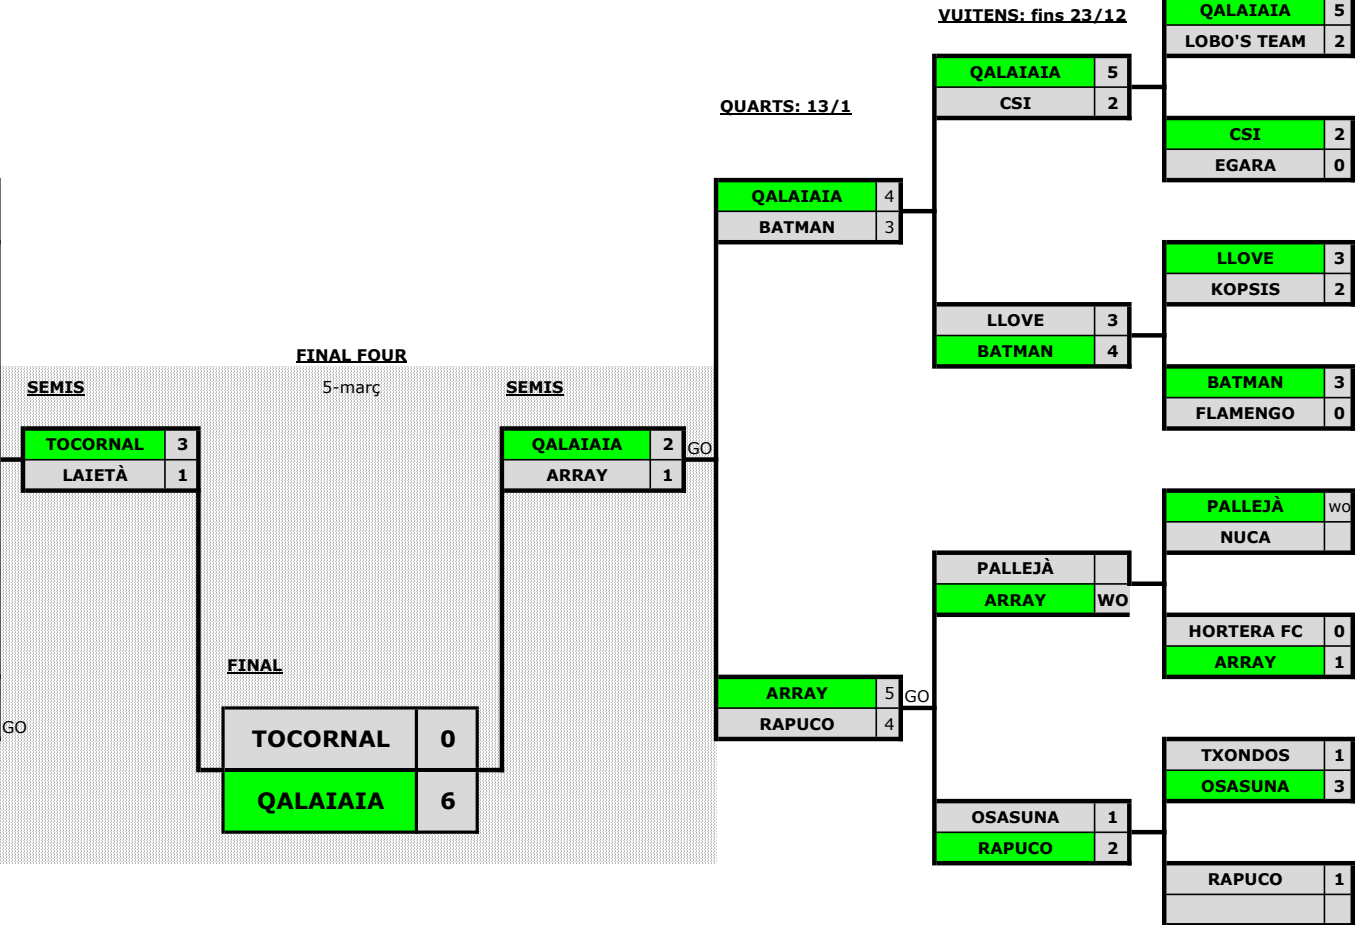 VUITENS: fins 23/12
QALAIAIA 5
LOBO'S TEAM 2
QALAIAIA 5
CSI 2
QUARTS: 13/1
CSI 2
EGARA 0
QALAIAIA 4
BATMAN 3
LLOVE 3
KOPSIS 2
LLOVE 3
BATMAN 4
FINAL FOUR
SEMIS
5-març
SEMIS
BATMAN 3
FLAMENGO 0
TOCORNAL 3
LAIETÀ 1
QALAIAIA 2 GO
ARRAY 1
PALLEJÀ wo
NUCA
PALLEJÀ
ARRAY WO
HORTERA FC 0
ARRAY 1
FINAL
ARRAY 5 GO
RAPUCO 4
GO
TOCORNAL 0
QALAIAIA 6
TXONDOS 1
OSASUNA 3
OSASUNA 1
RAPUCO 2
RAPUCO 1